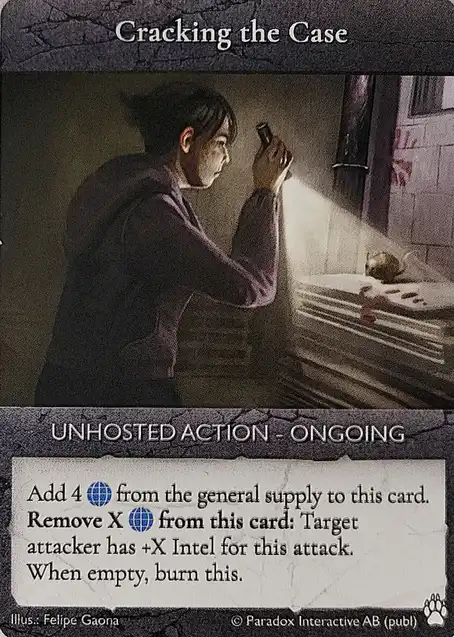 Cracking the Case
UNHOSTED ACTION - ONGOING
Add 4 from the general supply to this card.
Remove X from this card: Target
attacker has +X Intel for this attack.
When empty, burn this.
Illus.: Felipe Gaona
© Paradox Interactive AB (publ)